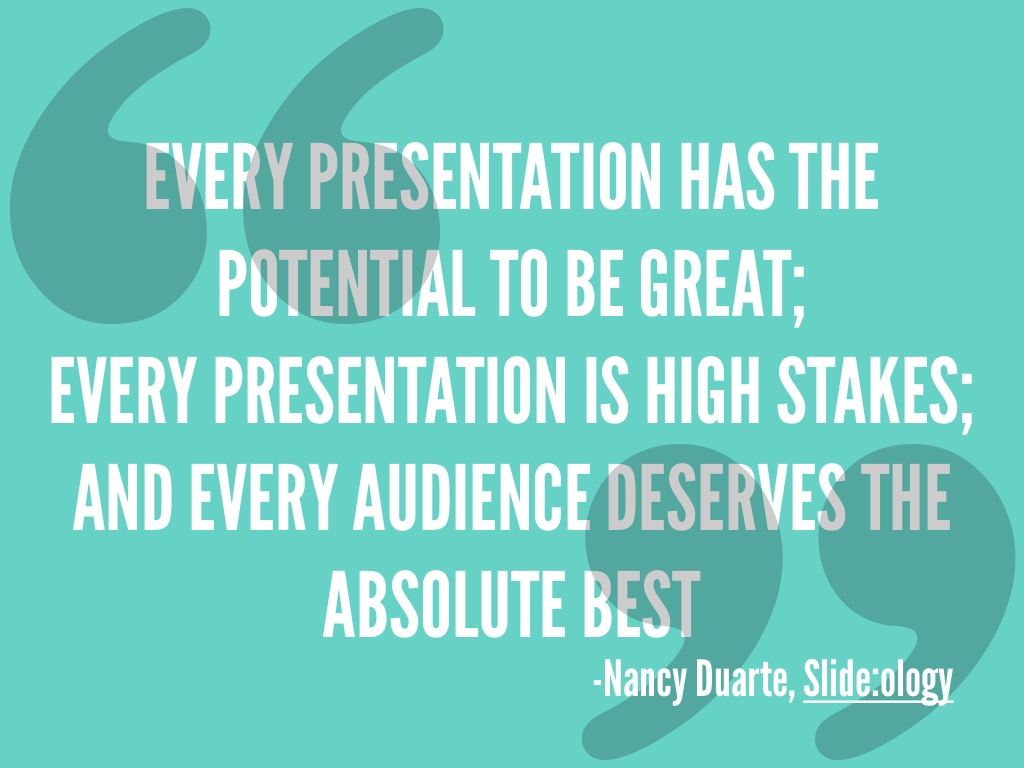 EVERY PRESENTATION HAS THE
POTENTIAL TO BE GREAT;
EVERY PRESENTATION IS HIGH STAKES;
AND EVERY AUDIENCE DESERVES THE
ABSOLUTE BEST
-Nancy Duarte, Slide:ology